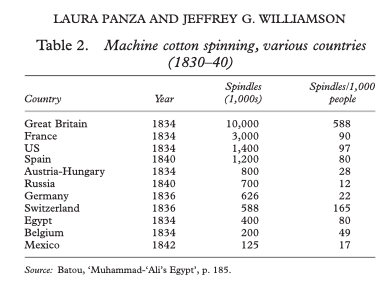 LAURA PANZA AND JEFFREY G. WILLIAMSON
Table 2. Machine cotton spinning, various countries
(1830–40)
Spindles Spindles/1,000
Country Year (1,000s) people
Great Britain 1834 10,000 588
France 1834 3,000 90
US 1834 1,400 97
Spain 1840 1,200 80
Austria-Hungary 1834 800 28
Russia 1840 700 12
Germany 1836 626 22
Switzerland 1836 588 165
Egypt 1834 400 80
Belgium 1834 200 49
Mexico 1842 125 17
Source: Batou, ‘Muhammad-‘Ali’s Egypt’, p. 185.